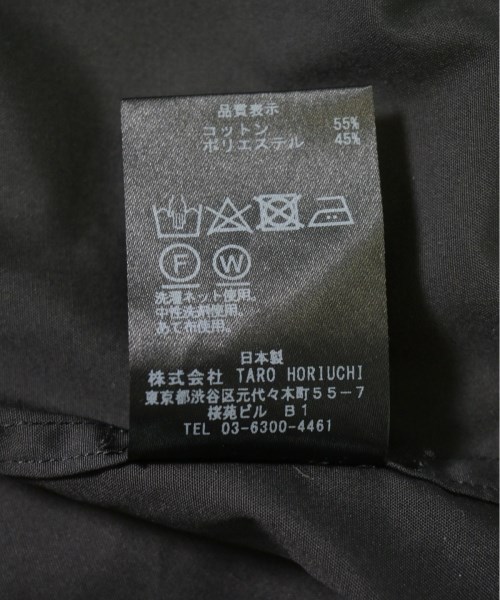 品質表示
コットン 55%
ポリエステル 45%
F W
洗濯ネット使用。
中性洗剤使用。
あて布使用。
日本製
株式会社 TARO HORIUCHI
東京都渋谷区元代々木町55-7
桜苑ビル B1
TEL 03-6300-4461